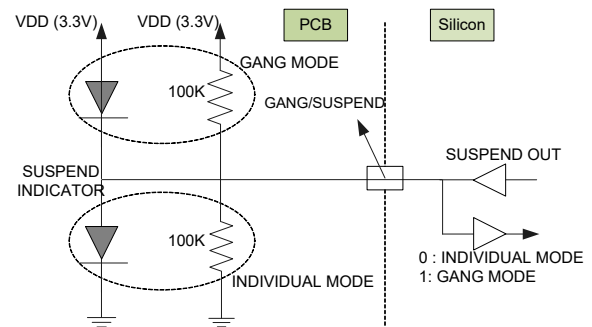 VDD (3.3V) VDD (3.3V)
PCB
Silicon
GANG MODE
100K
GANG/SUSPEND
SUSPEND OUT
SUSPEND
INDICATOR
100K
0 : INDIVIDUAL MODE
1: GANG MODE
INDIVIDUAL MODE